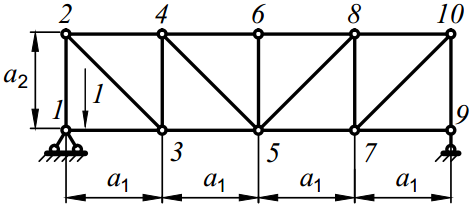 2 4 6 8 10
a₂
1 1
3 5 7 9
a₁ a₁ a₁ a₁